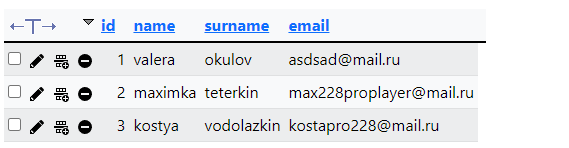 id name surname email
1 valera okulov asdsad@mail.ru
2 maximka teterkin max228proplayer@mail.ru
3 kostya vodolazkin kostapro228@mail.ru